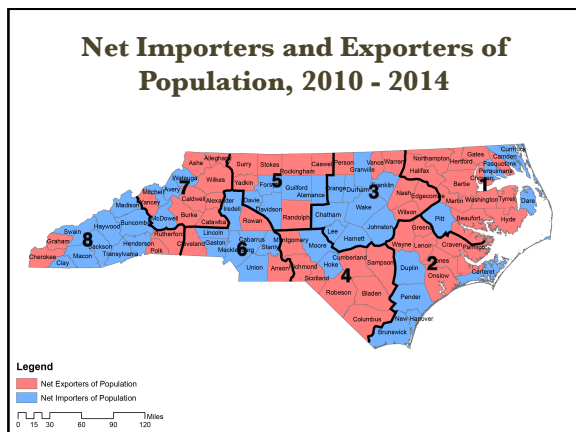 Net Importers and Exporters of
Population, 2010 - 2014
Alleghany
Ashe
Surry
Stokes
Rockingham
Caswell
Person
Granville
Vance
Warren
Northampton
Gates
Currituck
Camden
Pasquotank
Perquimans
Hertford
Halifax
Watauga
Wilkes
Yadkin
Forsyth
Guilford
Alamance
Orange
Durham
Franklin
Bertie
Chowan
Mitchell
Avery
Caldwell
Alexander
Iredell
Davie
Davidson
Randolph
Chatham
Wake
Nash
Edgecombe
Martin
Washington
Tyrrell
Dare
Madison
Yancey
McDowell
Burke
Catawba
Rowan
Wilson
Pitt
Beaufort
Hyde
Swain
Haywood
Buncombe
Rutherford
Lincoln
Cabarrus
Stanly
Montgomery
Moore
Lee
Harnett
Johnston
Wayne
Greene
Lenoir
Craven
Pamlico
Graham
Jackson
Henderson
Polk
Cleveland
Gaston
Mecklenburg
Cherokee
Clay
Macon
Transylvania
Union
Anson
Richmond
Hoke
Cumberland
Sampson
Duplin
Jones
Onslow
Carteret
Scotland
Robeson
Bladen
Pender
Columbus
New Hanover
Brunswick
7
5
3
1
8
6
4
2
Legend
Net Exporters of Population
Net Importers of Population
0 15 30 60 90 120
Miles